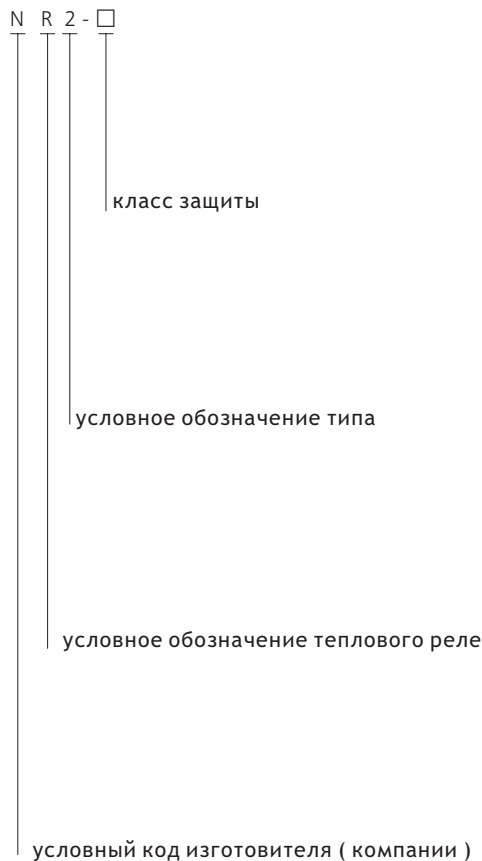 N R 2 - □
класс защиты
условное обозначение типа
условное обозначение теплового реле
условный код изготовителя ( компании )